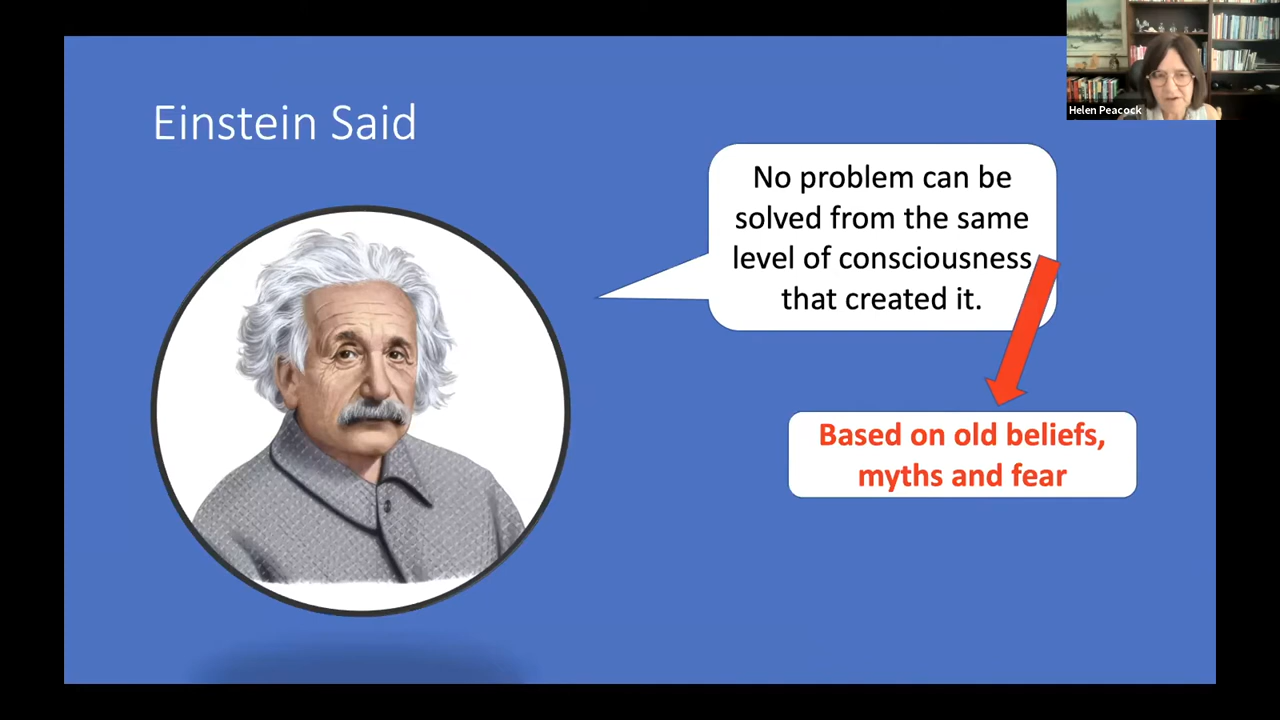 Helen Peacock
Einstein Said
No problem can be
solved from the same
level of consciousness
that created it.
Based on old beliefs,
myths and fear